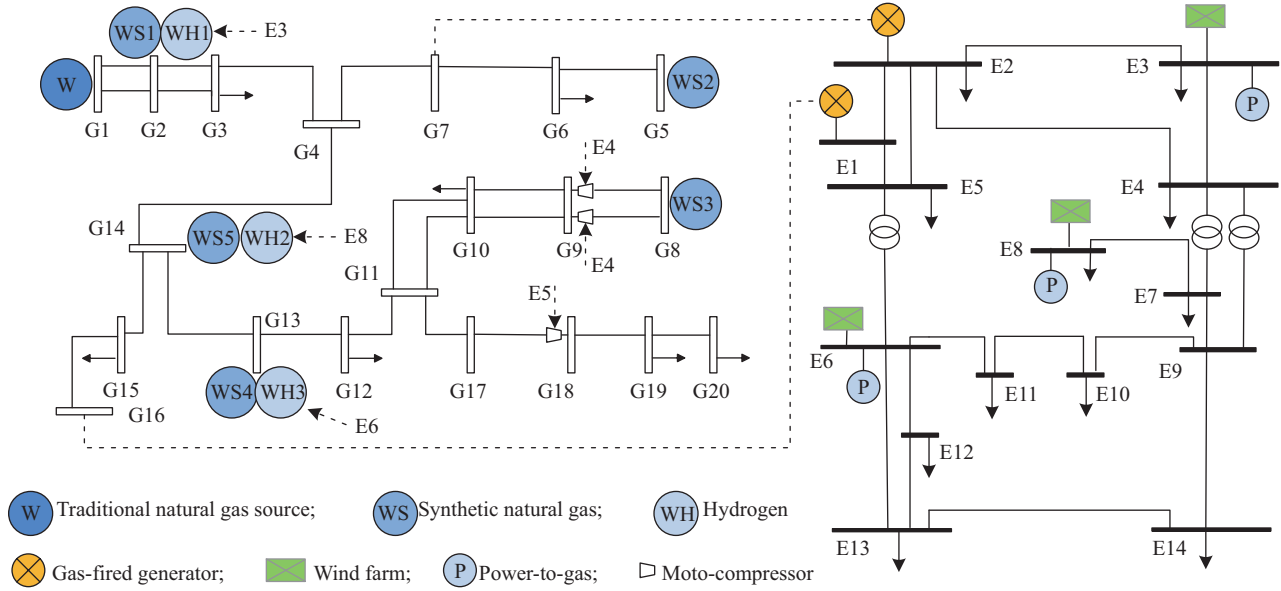 WS1 WH1 E3
W
G1 G2 G3
G4
G7 G6 G5
WS2
E4
WS3
G10 G9 G8
E4
G14
WS5 WH2 E8
G11
E5
G13
G15
G16
WS4 WH3
E6
G12
G17 G18 G19 G20
E2 E3
P
E1
E5
E4
E8
P
E7
E6
P
E11 E10 E9
E12
E13 E14
W Traditional natural gas source;
WS Synthetic natural gas;
WH Hydrogen
Gas-fired generator;
Wind farm;
P Power-to-gas;
Moto-compressor